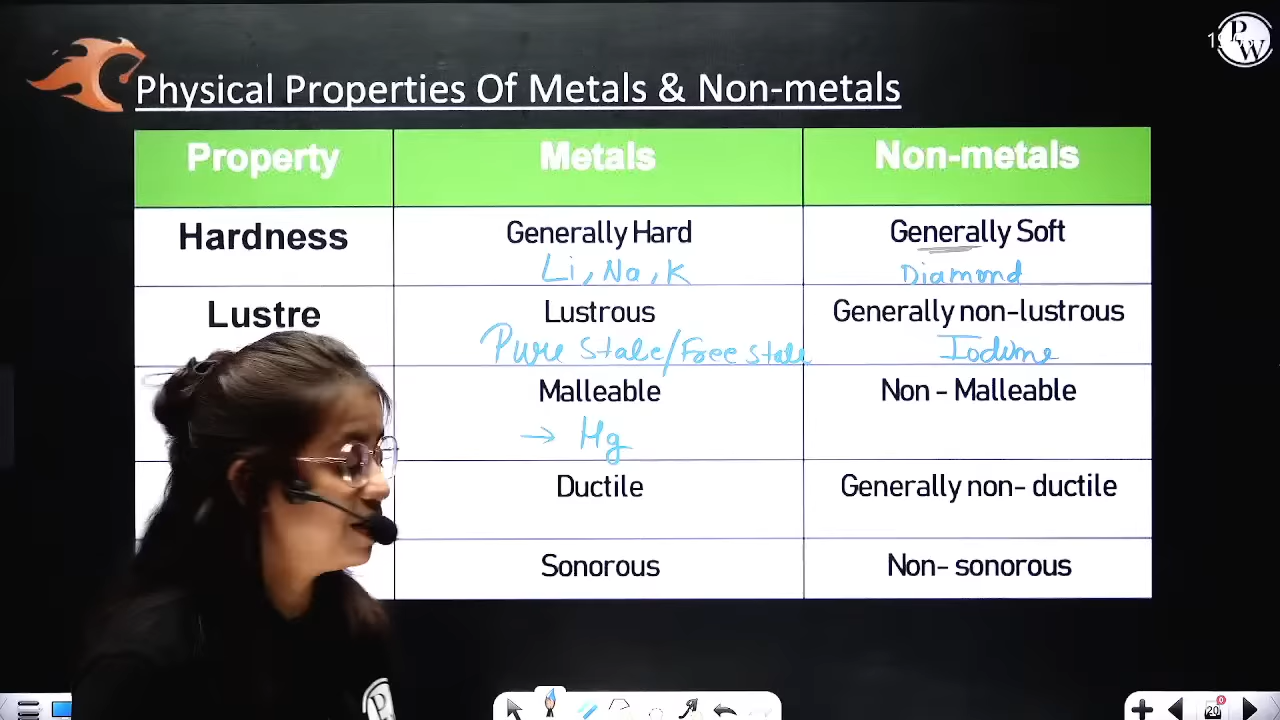 PW
Physical Properties Of Metals & Non-metals
Property Metals Non-metals
Hardness Generally Hard Generally Soft
Li, Na, K Diamond
Lustre Lustrous Generally non-lustrous
Pure State/Free State Iodine
Malleable Non - Malleable
→ Hg
Ductile Generally non- ductile
Sonorous Non- sonorous
P
20